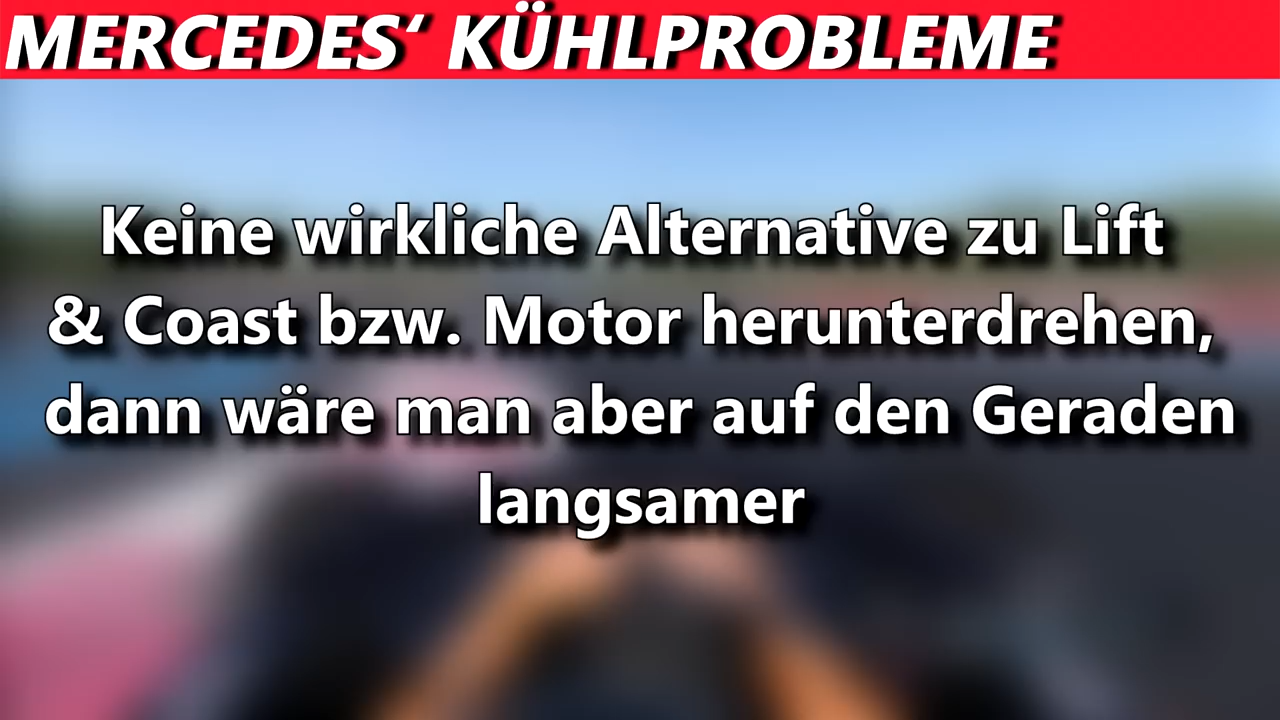 MERCEDES‘ KÜHLPROBLEME
Keine wirkliche Alternative zu Lift
& Coast bzw. Motor herunterdrehen,
dann wäre man aber auf den Geraden
langsamer